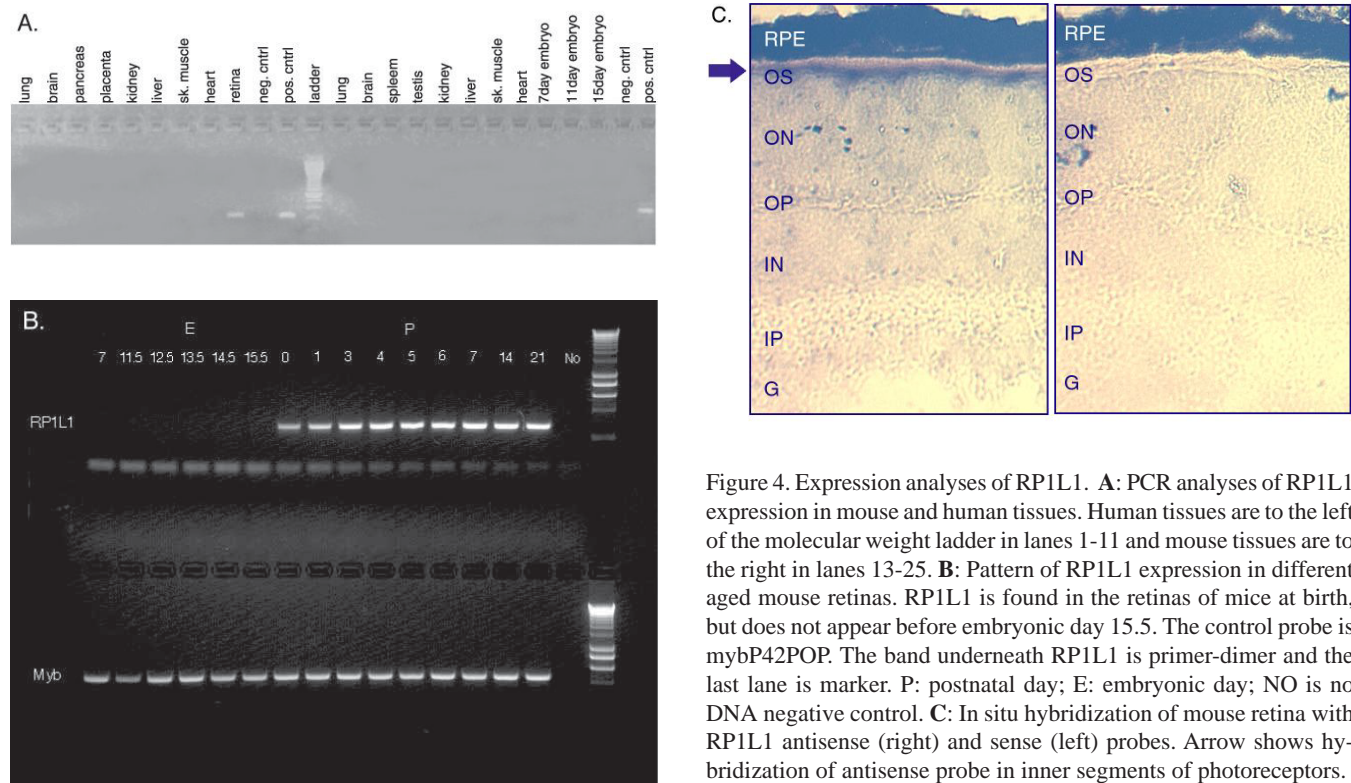 A.
lung
brain
pancreas
placenta
kidney
liver
sk. muscle
heart
retina
neg. cntrl
pos. cntrl
ladder
lung
brain
spleem
testis
kidney
liver
sk. muscle
heart
7day embryo
11day embryo
15day embryo
neg. cntrl
pos. cntrl
B.
E P
7 11.5 12.5 13.5 14.5 15.5 0 1 3 4 5 6 7 14 21 No
RP1L1
Myb
C.
RPE
OS
ON
OP
IN
IP
G
RPE
OS
ON
OP
IN
IP
G
Figure 4. Expression analyses of RP1L1. A: PCR analyses of RP1L1
expression in mouse and human tissues. Human tissues are to the left
of the molecular weight ladder in lanes 1-11 and mouse tissues are to
the right in lanes 13-25. B: Pattern of RP1L1 expression in different
aged mouse retinas. RP1L1 is found in the retinas of mice at birth,
but does not appear before embryonic day 15.5. The control probe is
mybP42POP. The band underneath RP1L1 is primer-dimer and the
last lane is marker. P: postnatal day; E: embryonic day; NO is no
DNA negative control. C: In situ hybridization of mouse retina with
RP1L1 antisense (right) and sense (left) probes. Arrow shows hy-
bridization of antisense probe in inner segments of photoreceptors.